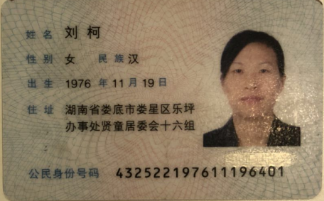 姓名 刘柯
性别 女 民族 汉
出生 1976 年 11 月 19 日
住址 湖南省娄底市娄星区乐坪
办事处贤童居委会十六组
公民身份号码 432522197611196401